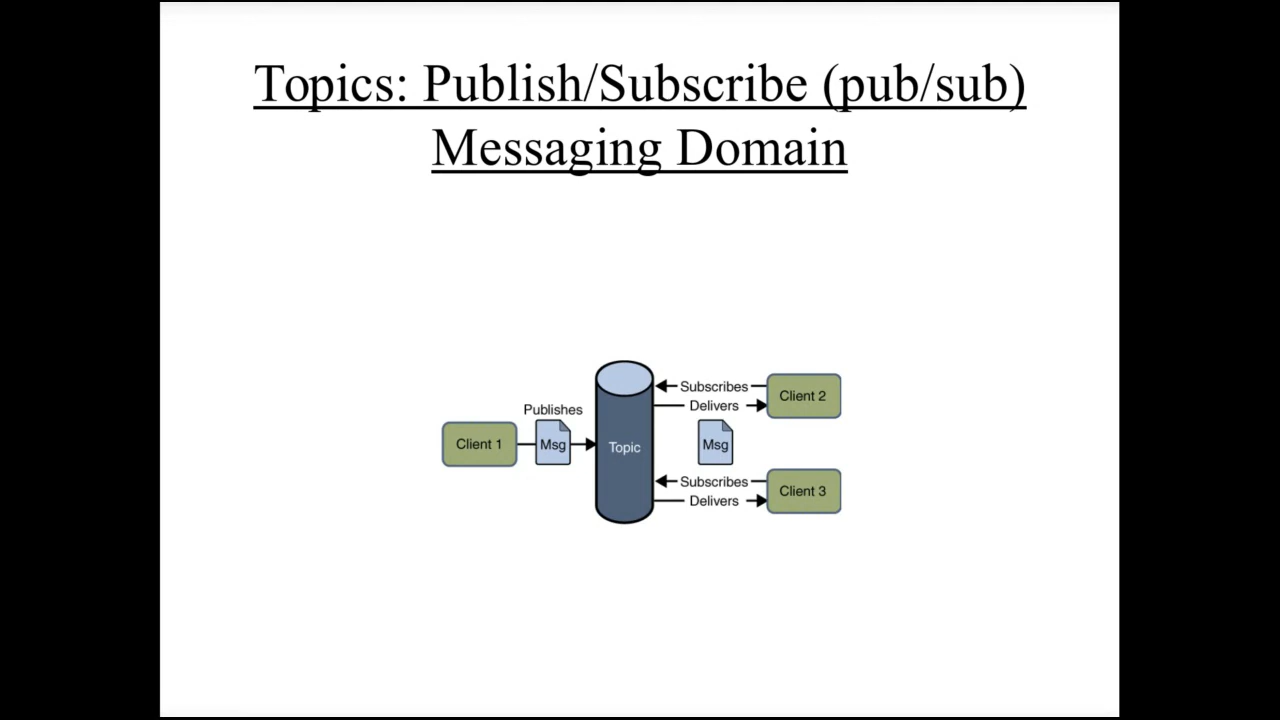 Topics: Publish/Subscribe (pub/sub)
Messaging Domain
Publishes
Client 1
Msg
Topic
Subscribes
Delivers
Client 2
Msg
Subscribes
Delivers
Client 3